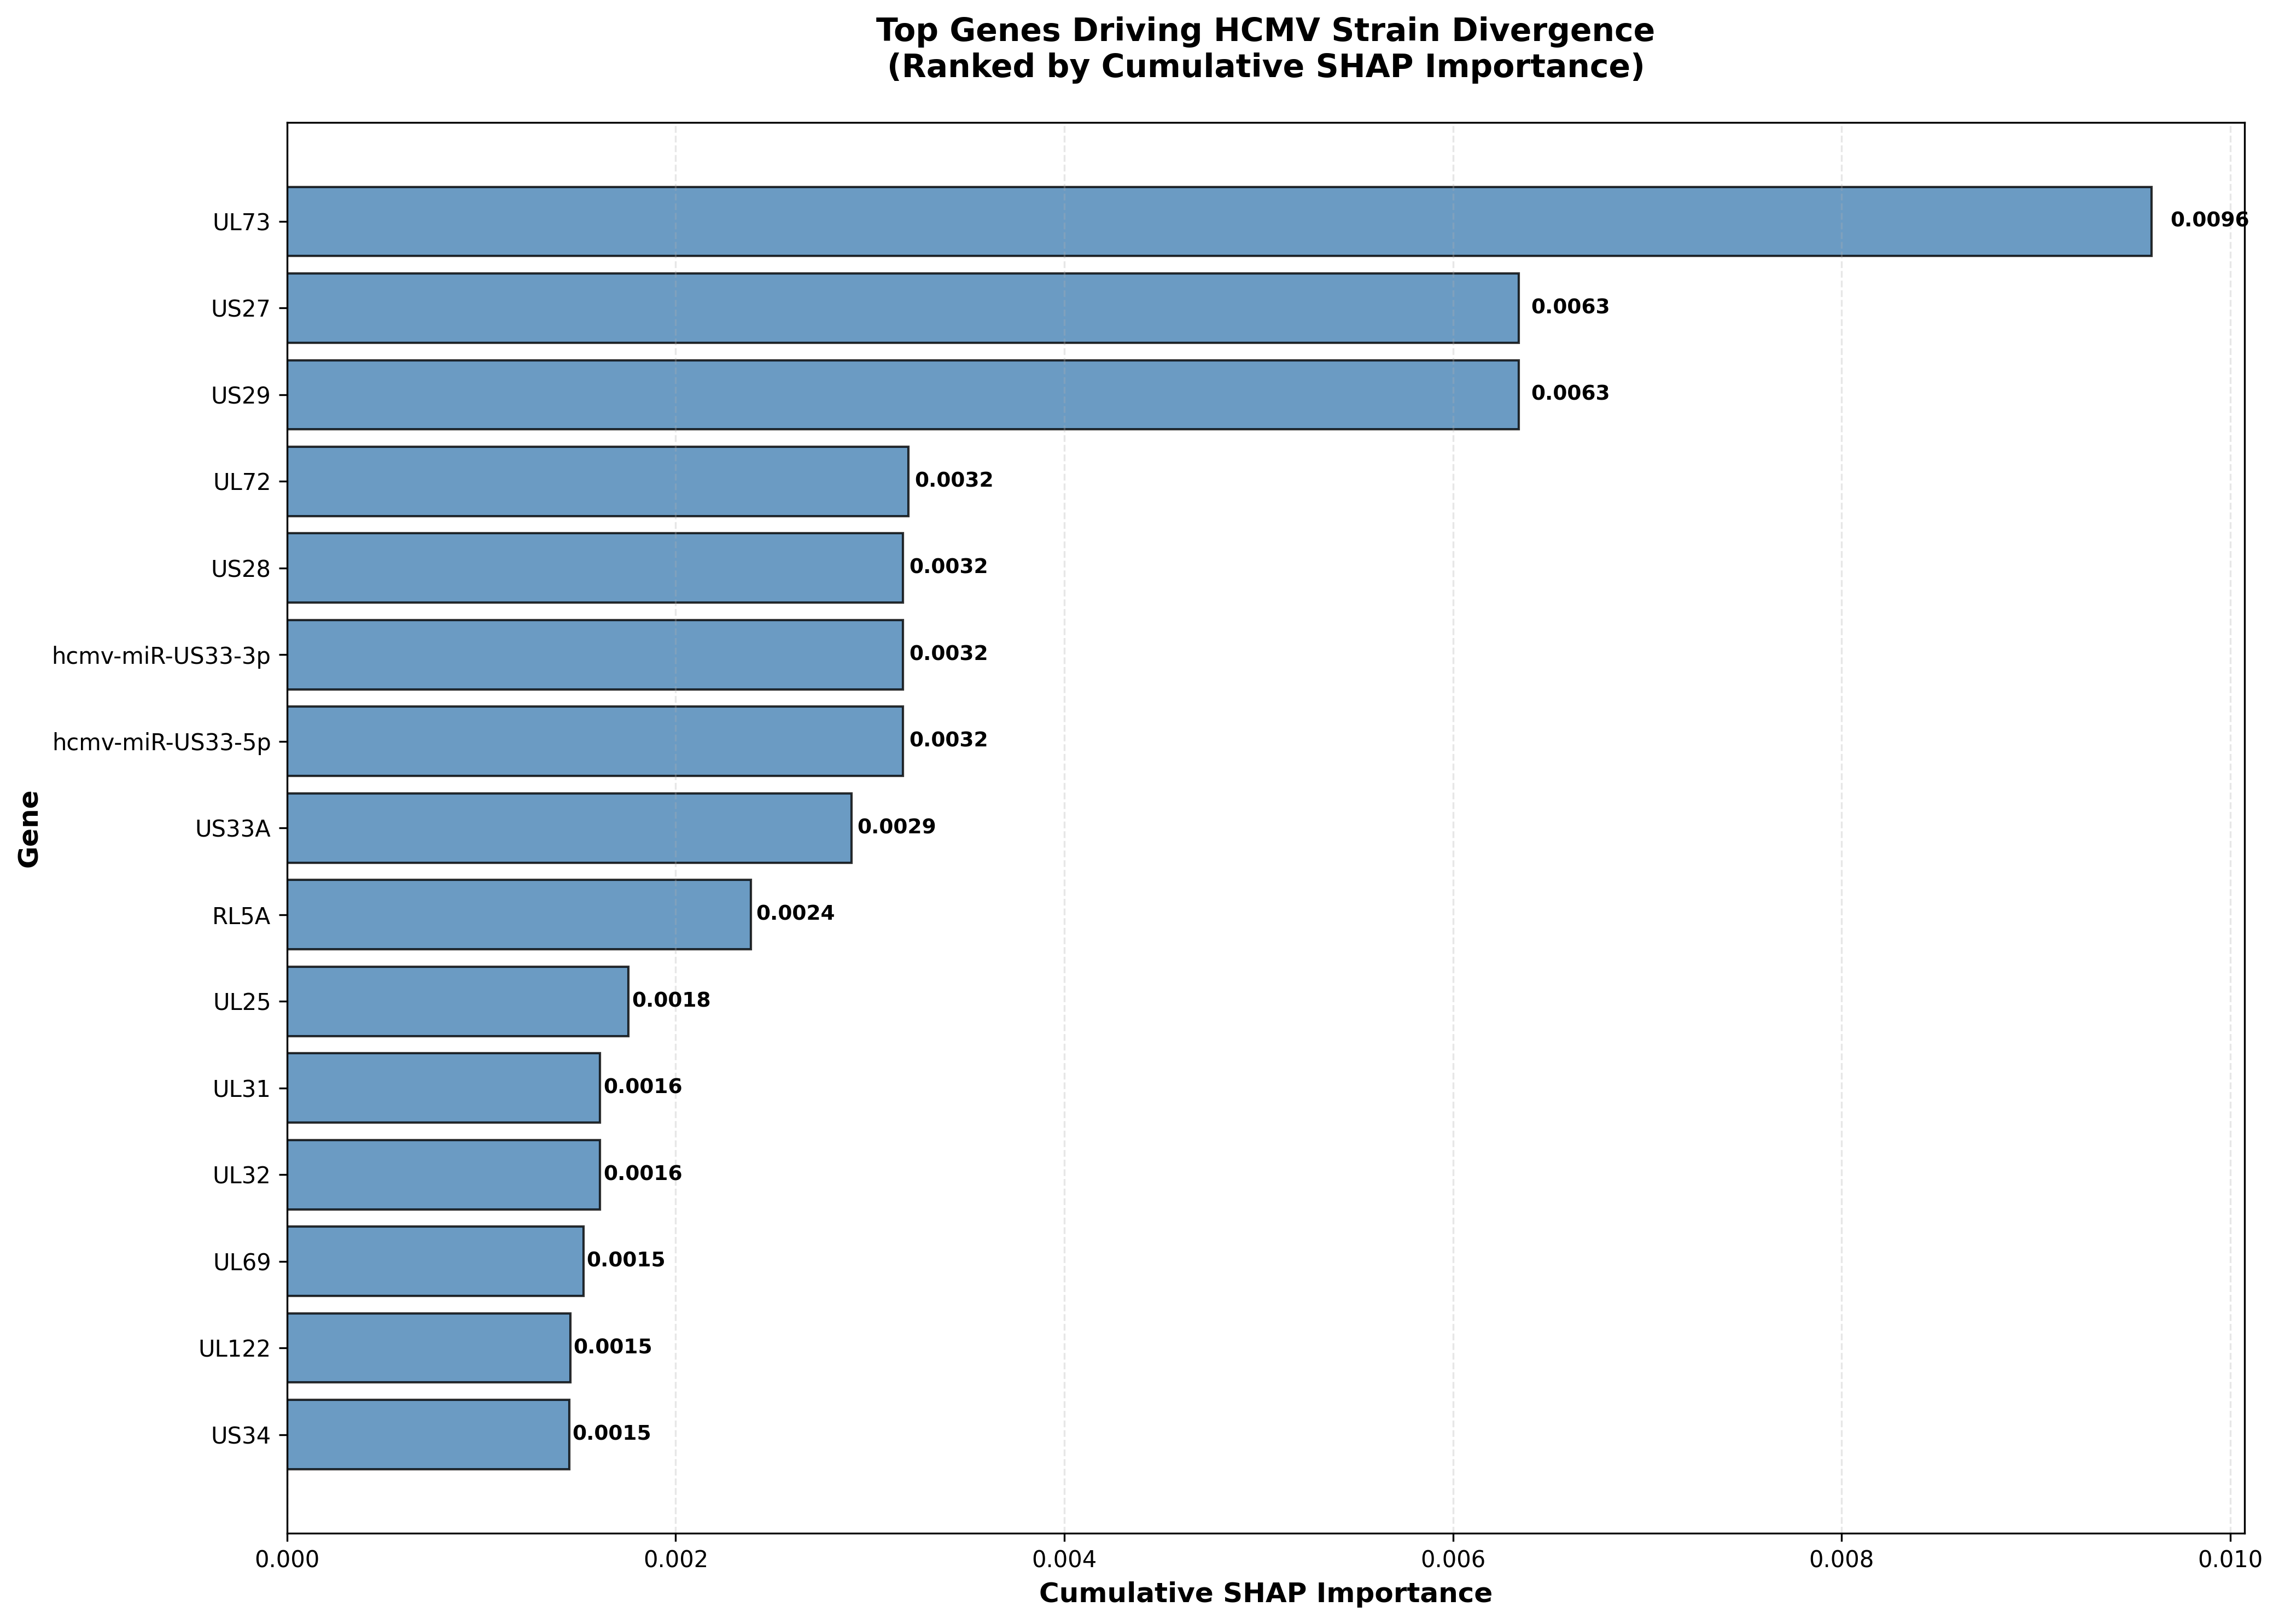 Top Genes Driving HCMV Strain Divergence
(Ranked by Cumulative SHAP Importance)
Gene
UL73 0.0096
US27 0.0063
US29 0.0063
UL72 0.0032
US28 0.0032
hcmv-miR-US33-3p 0.0032
hcmv-miR-US33-5p 0.0032
US33A 0.0029
RL5A 0.0024
UL25 0.0018
UL31 0.0016
UL32 0.0016
UL69 0.0015
UL122 0.0015
US34 0.0015
0.000 0.002 0.004 0.006 0.008 0.010
Cumulative SHAP Importance